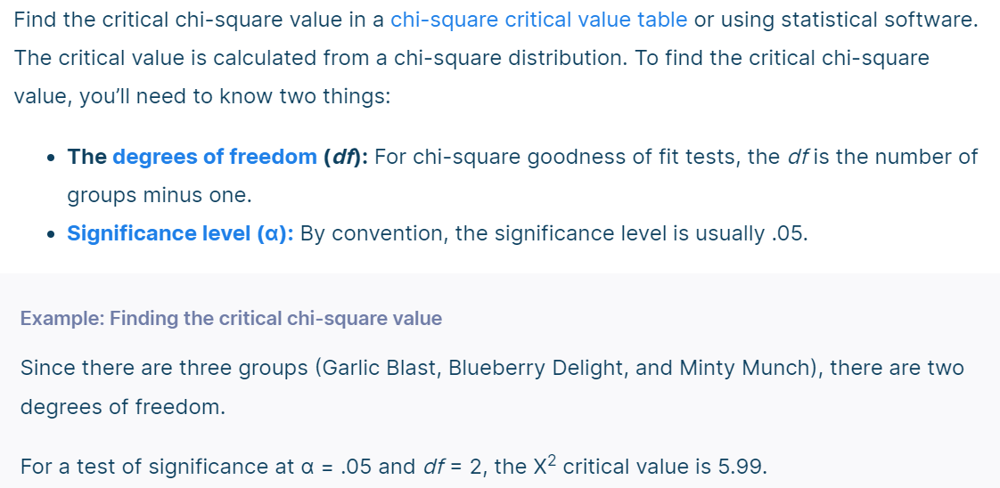 Find the critical chi-square value in a chi-square critical value table or using statistical software.
The critical value is calculated from a chi-square distribution. To find the critical chi-square
value, you’ll need to know two things:
• The degrees of freedom (df): For chi-square goodness of fit tests, the df is the number of
groups minus one.
• Significance level (α): By convention, the significance level is usually .05.
Example: Finding the critical chi-square value
Since there are three groups (Garlic Blast, Blueberry Delight, and Minty Munch), there are two
degrees of freedom.
For a test of significance at α = .05 and df = 2, the Χ² critical value is 5.99.